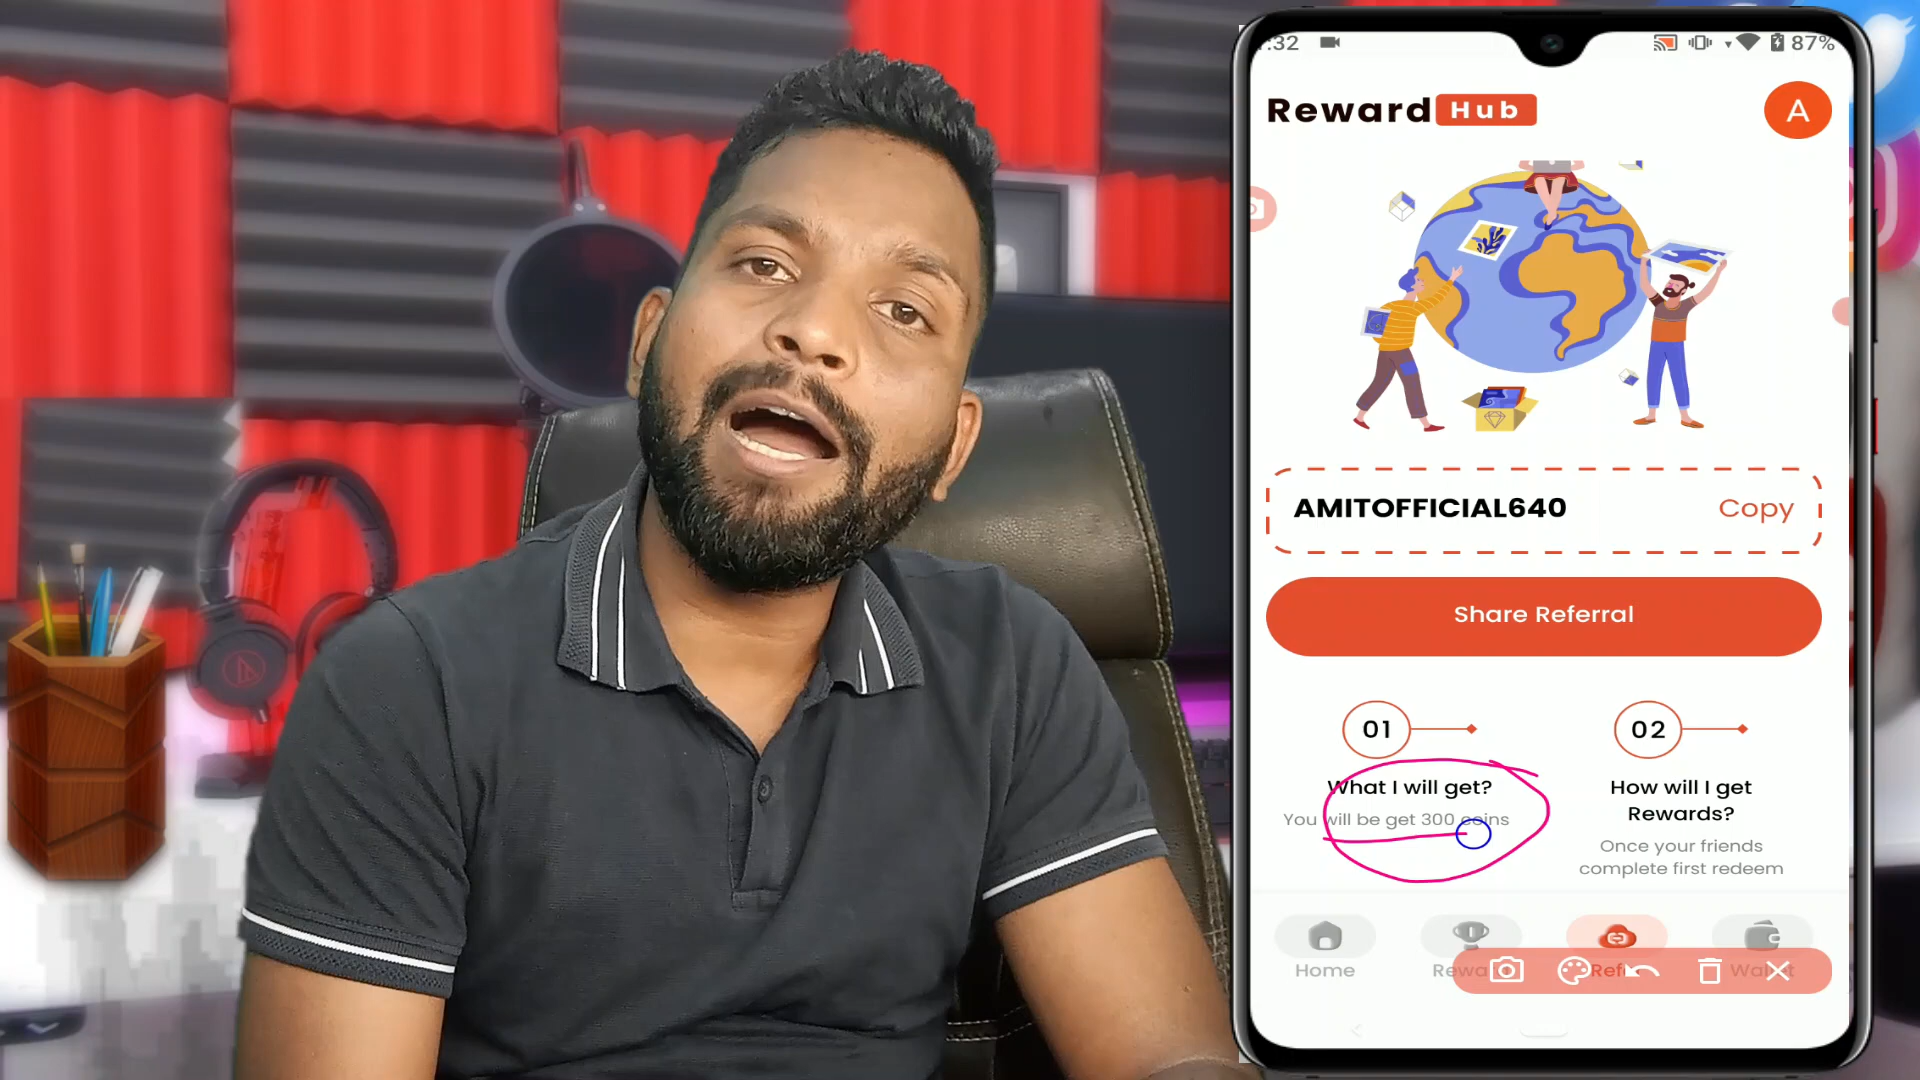 :32
87%
Reward Hub
A
AMITOFFICIAL640 Copy
Share Referral
01
02
What I will get?
You will be get 300 coins
How will I get
Rewards?
Once your friends
complete first redeem
Home